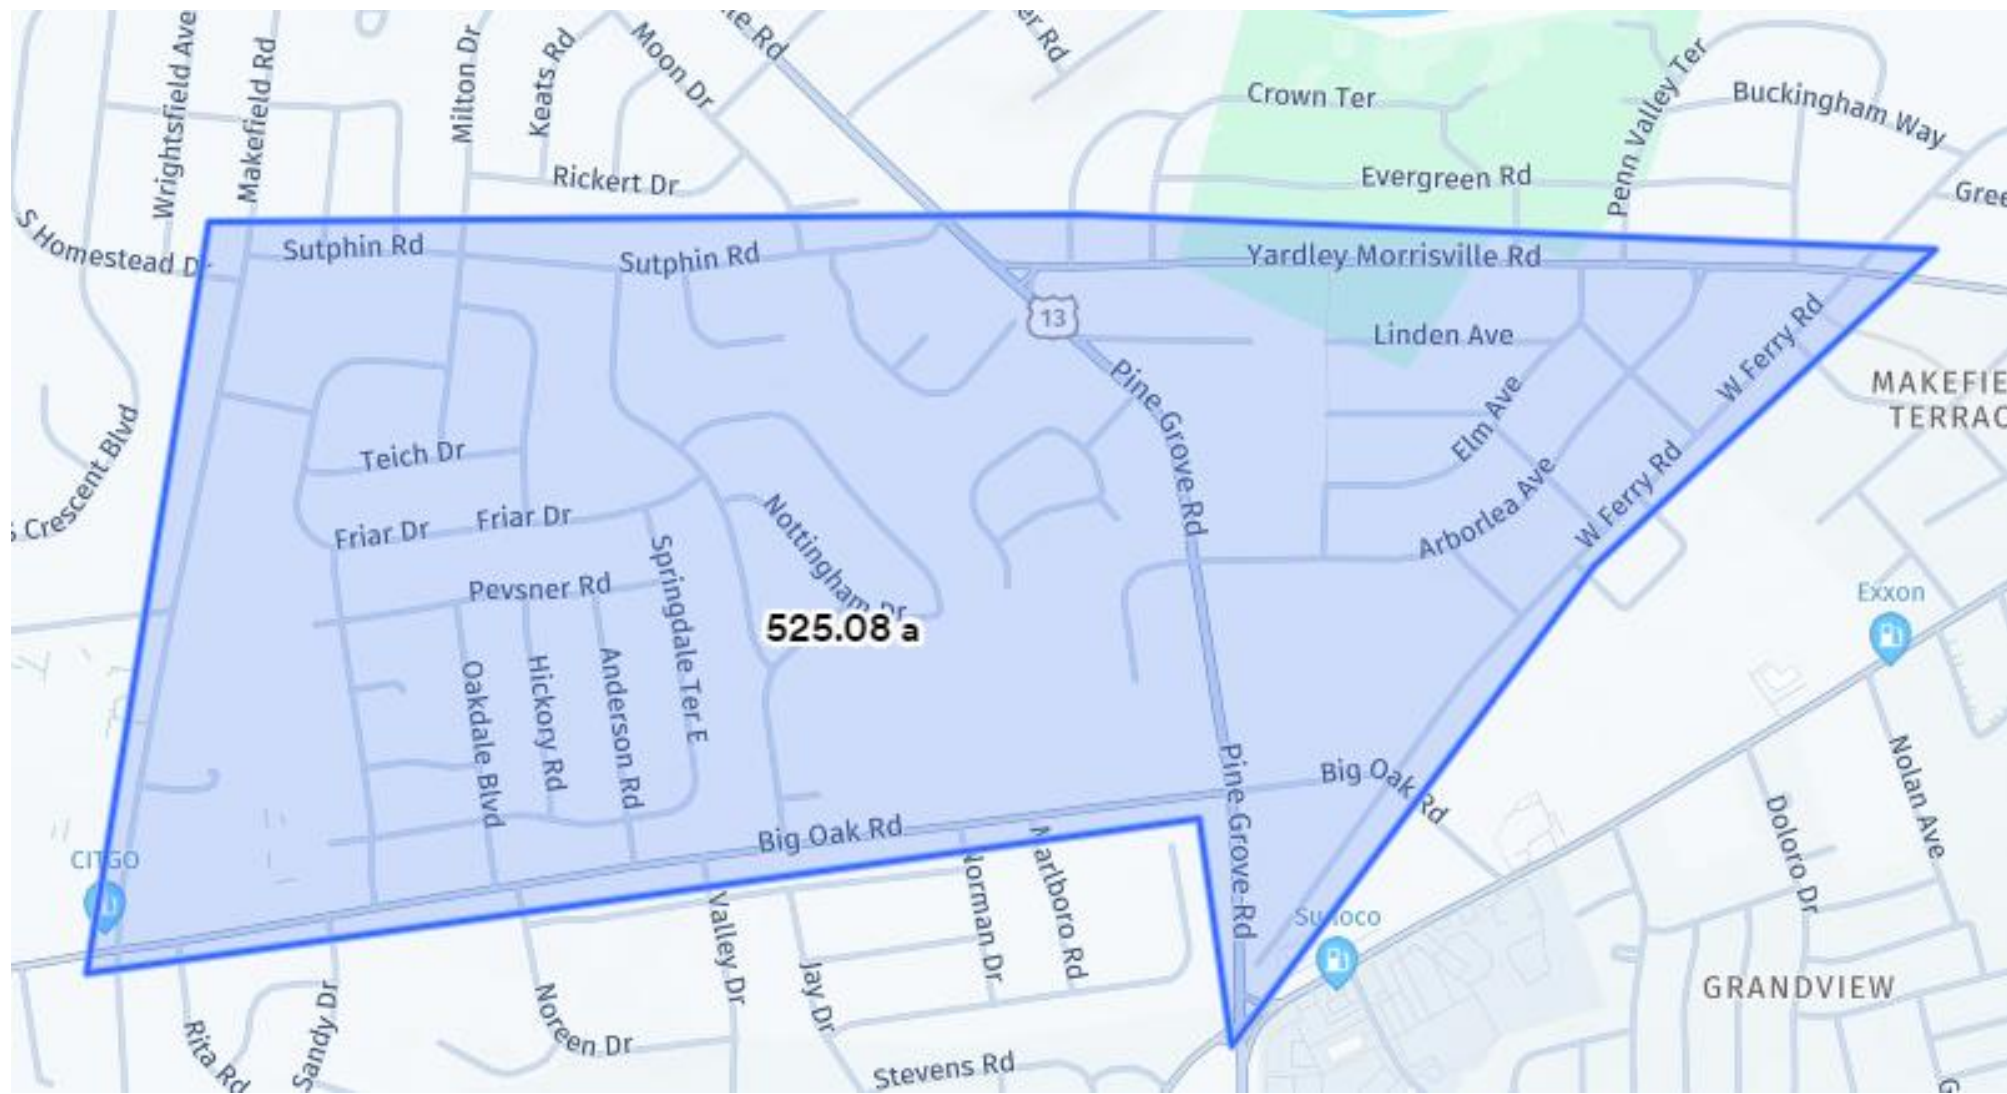 Wrightsfield Ave
Makefield Rd
Milton Dr
Keats Rd
Moon Dr
ne Rd
er Rd
Crown Ter
Penn Valley Ter
Buckingham Way
Rickert Dr
Evergreen Rd
Gree
S Homestead Dr
Sutphin Rd
Sutphin Rd
Yardley Morrisville Rd
13
Linden Ave
W Ferry Rd
MAKEFIE
TERRAC
Pine Grove Rd
Elm Ave
s Crescent Blvd
Teich Dr
Friar Dr
Friar Dr
Nottingham Dr
Arborlea Ave
W Ferry Rd
Pevsner Rd
Springdale Ter E
Exxon
525.08 a
Oakdale Blvd
Hickory Rd
Anderson Rd
Pine Grove Rd
Big Oak Rd
Nolan Ave
Doloro Dr
Big Oak Rd
CITGO
Norman Dr
Marlboro Rd
Sunoco
Valley Dr
Jay Dr
GRANDVIEW
Rita Rd
Sandy Dr
Noreen Dr
Stevens Rd
G